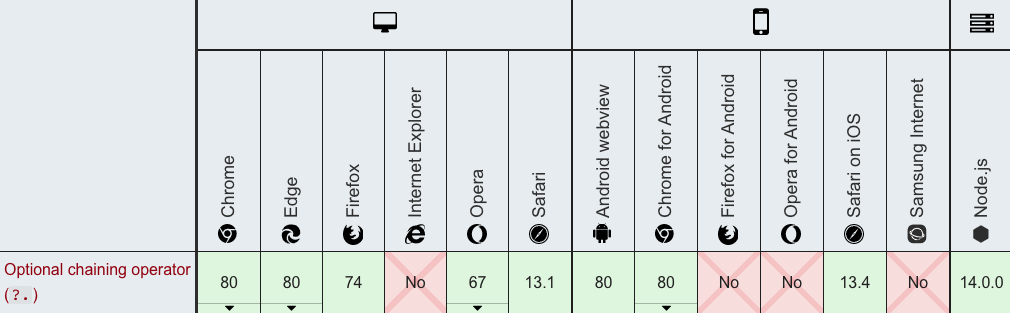 Chrome
Edge
Firefox
Internet Explorer
Opera
Safari
Android webview
Chrome for Android
Firefox for Android
Opera for Android
Safari on iOS
Samsung Internet
Node.js
Optional chaining operator
(?.)
80
80
74
No
67
13.1
80
80
No
No
13.4
No
14.0.0